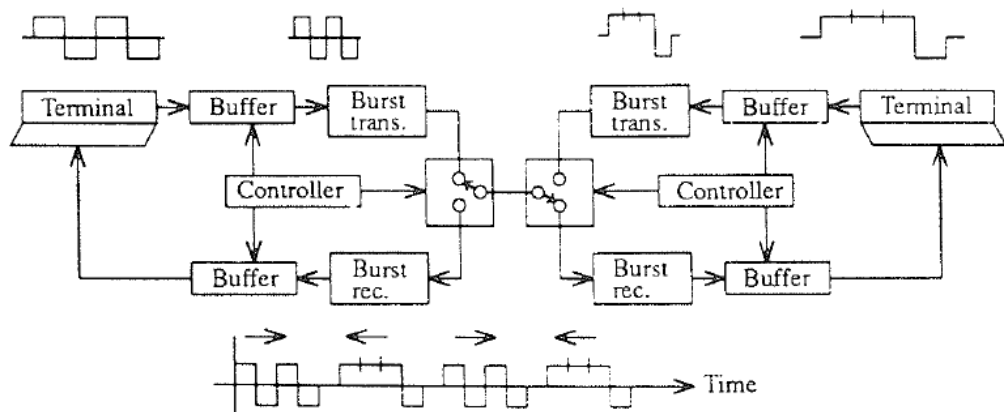 Terminal
Buffer
Burst
trans.
Burst
trans.
Buffer
Terminal
Controller
Controller
Buffer
Burst
rec.
Burst
rec.
Buffer
Time